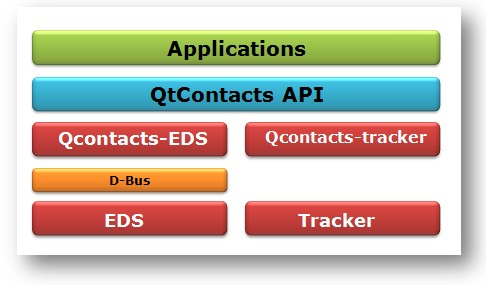 Applications
QtContacts API
Qcontacts-EDS
Qcontacts-tracker
D-Bus
EDS
Tracker